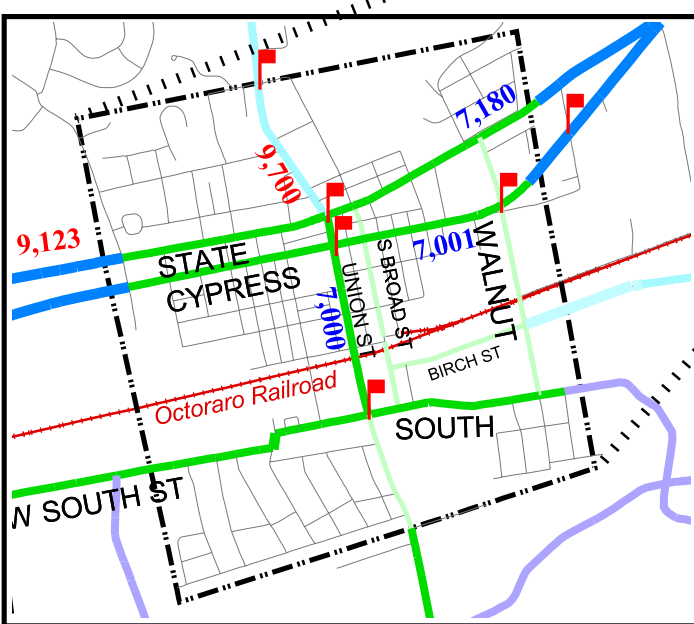 7,180
9,700
9,123
STATE
CYPRESS
7,001
WALNUT
S BROAD ST
UNION ST
7,000
BIRCH ST
Octoraro Railroad
SOUTH
W SOUTH ST